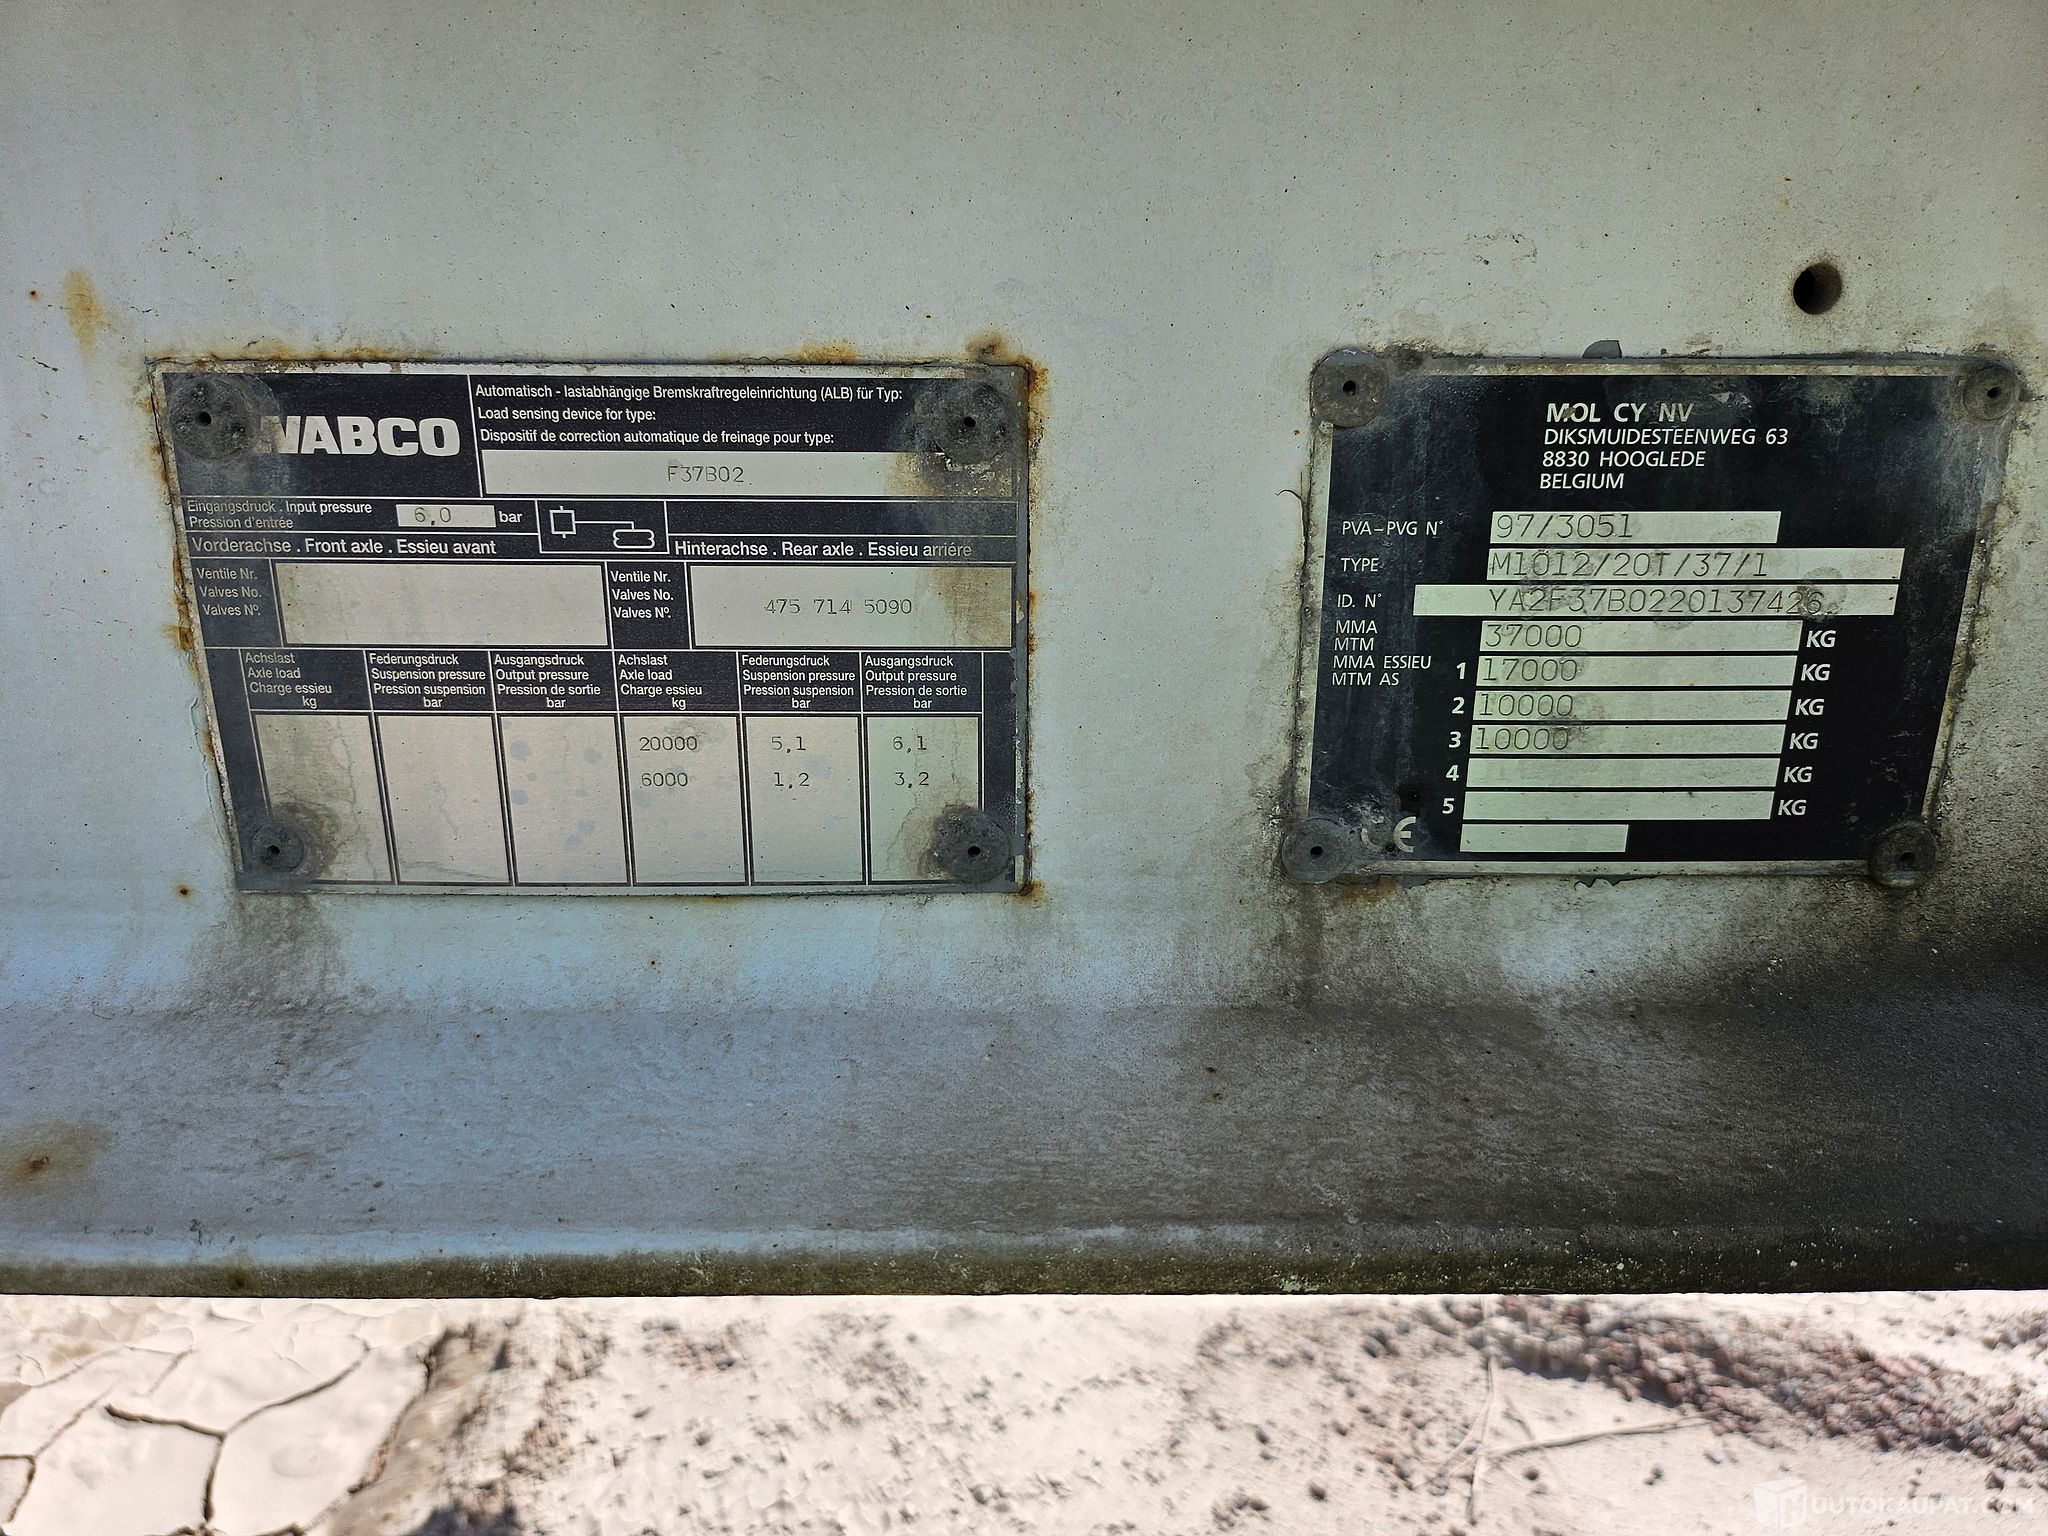 WABCO
Automatisch - lastabhängige Bremskraftregeleinrichtung (ALB) für Typ:
Load sensing device for type:
Dispositif de correction automatique de freinage pour type:
F37B02
Eingangsdruck . Input pressure
Pression d'entrée
6,0 bar
Vorderachse . Front axle . Essieu avant
Hinterachse . Rear axle . Essieu arriére
Ventile Nr.
Valves No.
Valves Nº.
Ventile Nr.
Valves No.
Valves Nº.
475 714 5090
Achslast
Axle load
Charge essieu
kg
Federungsdruck
Suspension pressure
Pression suspension
bar
Ausgangsdruck
Output pressure
Pression de sortie
bar
Achslast
Axle load
Charge essieu
kg
Federungsdruck
Suspension pressure
Pression suspension
bar
Ausgangsdruck
Output pressure
Pression de sortie
bar
20000 5,1 6,1
6000 1,2 3,2
MOL CY NV
DIKSMUIDESTEENWEG 63
8830 HOOGLEDE
BELGIUM
PVA-PVG N° 97/3051
TYPE M1012/20T/37/1
ID. N° YA2F37B0220137426
MMA
MTM
37000 KG
MMA ESSIEU
MTM AS
1 17000 KG
2 10000 KG
3 10000 KG
4 KG
5 KG
CE
UUTOKAUPAT.COM